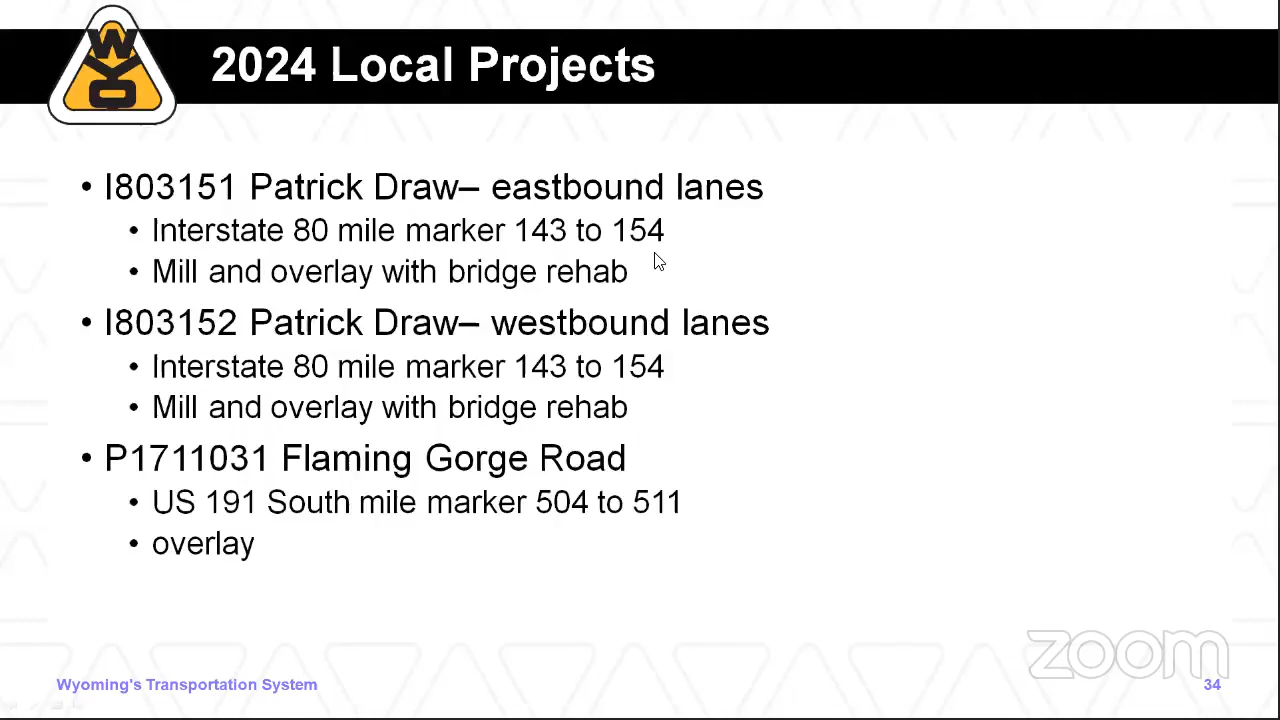 WYO
2024 Local Projects
• I803151 Patrick Draw– eastbound lanes
• Interstate 80 mile marker 143 to 154
• Mill and overlay with bridge rehab
• I803152 Patrick Draw– westbound lanes
• Interstate 80 mile marker 143 to 154
• Mill and overlay with bridge rehab
• P1711031 Flaming Gorge Road
• US 191 South mile marker 504 to 511
• overlay
zoom
Wyoming's Transportation System
34